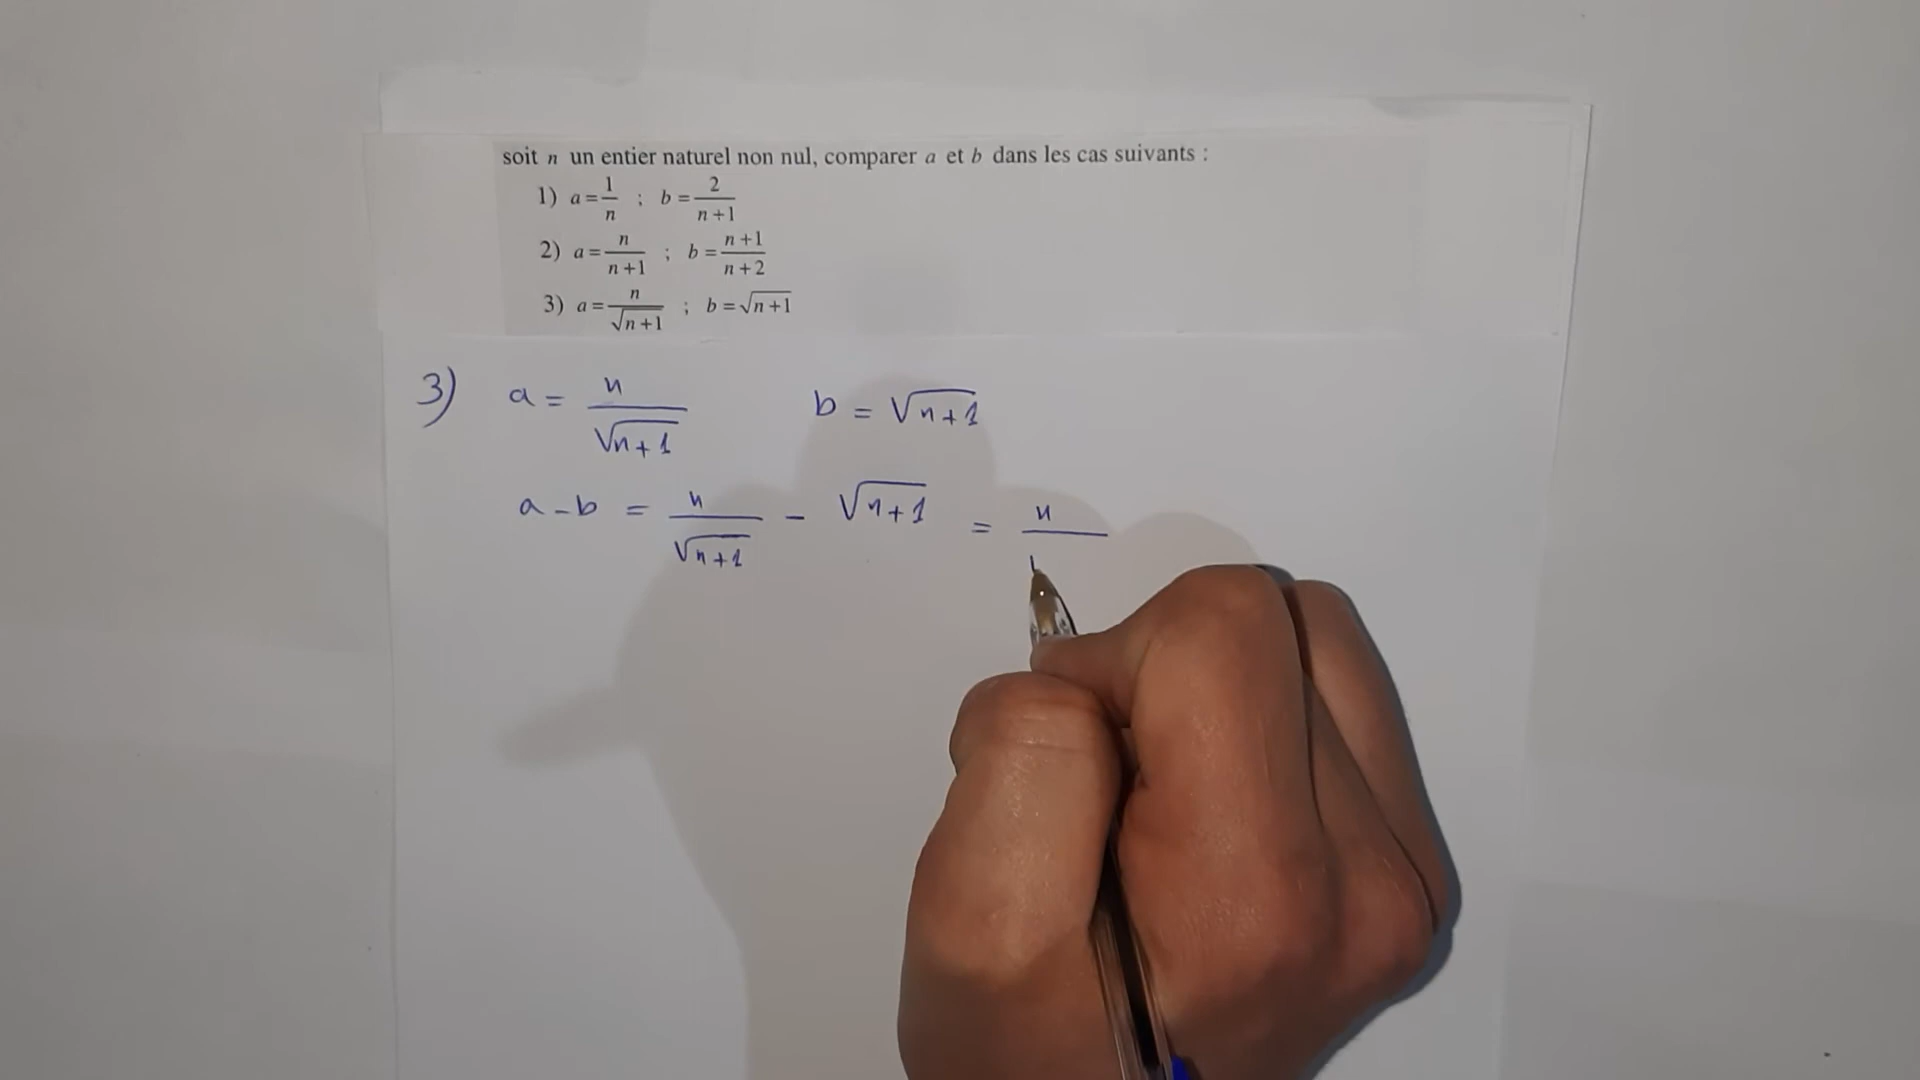 soit n un entier naturel non nul, comparer a et b dans les cas suivants :
1) a = 1/n ; b = 2/(n+1)
2) a = n/(n+1) ; b = (n+1)/(n+2)
3) a = n/√(n+1) ; b = √(n+1)
3) a = n/√(n+1) b = √(n+1)
a - b = n/√(n+1) - √(n+1) = n/